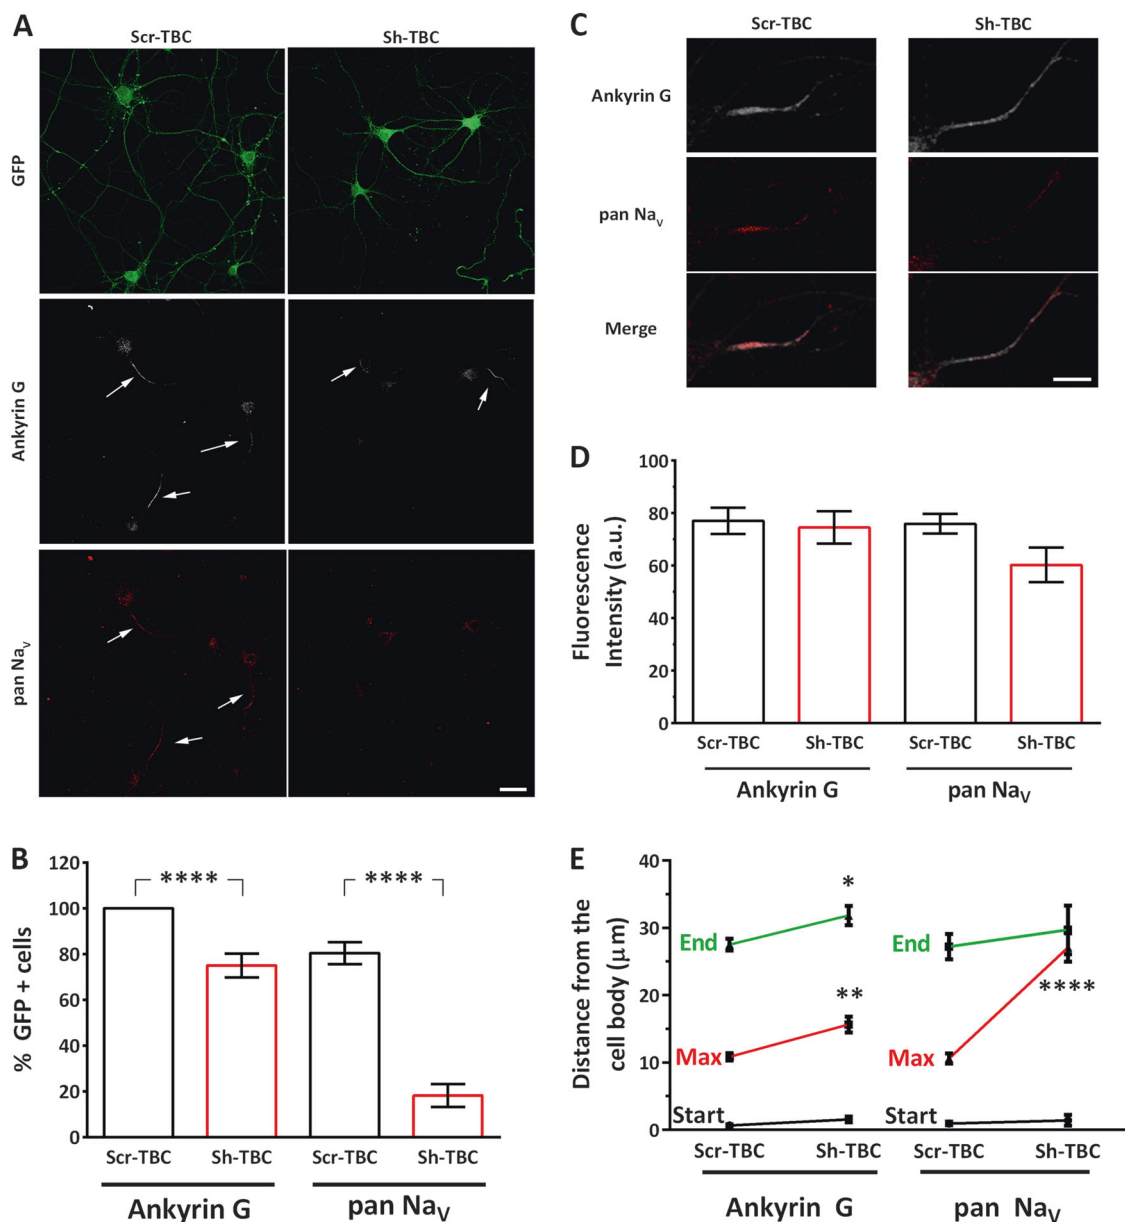 A
Scr-TBC
Sh-TBC
GFP
Ankyrin G
pan NaV
B
% GFP + cells
120
100
80
60
40
20
0
****
****
Scr-TBC
Sh-TBC
Scr-TBC
Sh-TBC
Ankyrin G
pan NaV
C
Scr-TBC
Sh-TBC
Ankyrin G
pan NaV
Merge
D
Fluorescence
Intensity (a.u.)
100
80
60
40
20
0
Scr-TBC
Sh-TBC
Scr-TBC
Sh-TBC
Ankyrin G
pan NaV
E
Distance from the
cell body (μm)
40
30
20
10
0
End
Max
Start
*
**
End
Max
Start
****
Scr-TBC
Sh-TBC
Scr-TBC
Sh-TBC
Ankyrin G
pan NaV